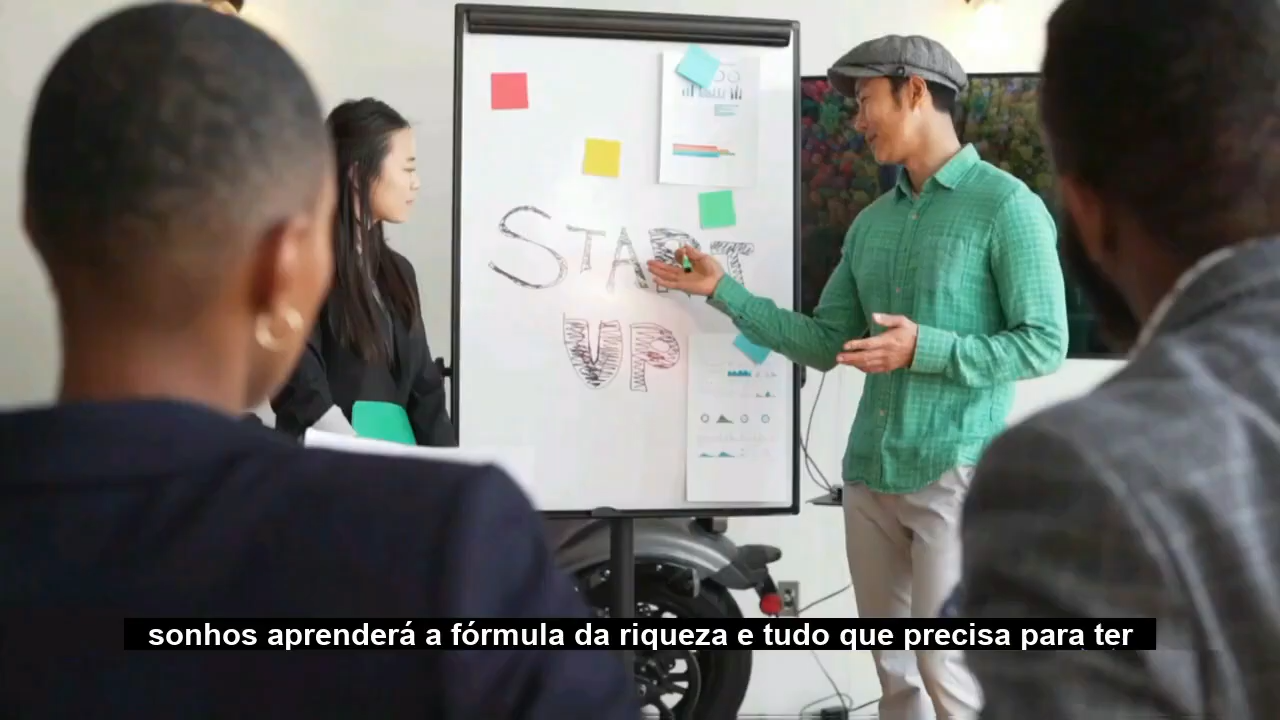 START
UP
sonhos aprenderá a fórmula da riqueza e tudo que precisa para ter